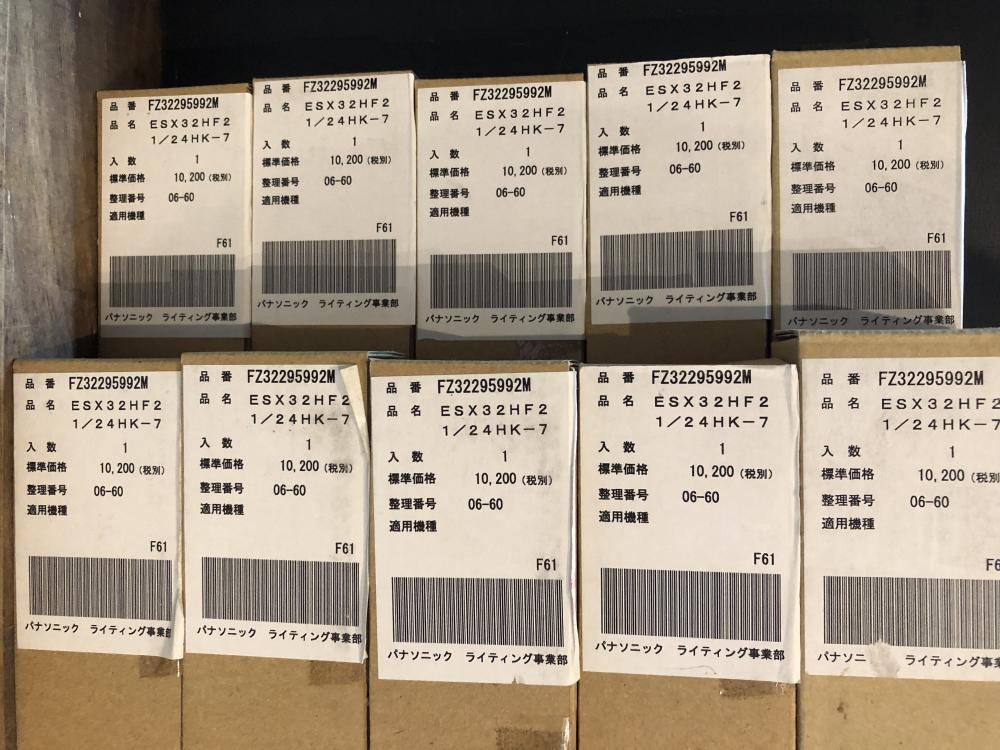 品番 FZ32295992M
品名 ESX32HF2
1/24HK-7
入数 1
標準価格 10,200 (税別)
整理番号 06-60
適用機種
F61
パナソニック ライティング事業部
品番 FZ32295992M
品名 ESX32HF2
1/24HK-7
入数 1
標準価格 10,200 (税別)
整理番号 06-60
適用機種
F61
パナソニック ライティング事業部
品番 FZ32295992M
品名 ESX32HF2
1/24HK-7
入数 1
標準価格 10,200 (税別)
整理番号 06-60
適用機種
F61
パナソニック ライティング事業部
品番 FZ32295992M
品名 ESX32HF2
1/24HK-7
入数 1
標準価格 10,200 (税別)
整理番号 06-60
適用機種
F61
パナソニック ライティング事業部
品番 FZ32295992M
品名 ESX32HF2
1/24HK-7
入数 1
標準価格 10,200 (税別)
整理番号 06-60
適用機種
F61
パナソニック ライティング事業部
品番 FZ32295992M
品名 ESX32HF2
1/24HK-7
入数 1
標準価格 10,200 (税別)
整理番号 06-60
適用機種
F61
パナソニック ライティング事業部
品番 FZ32295992M
品名 ESX32HF2
1/24HK-7
入数 1
標準価格 10,200 (税別)
整理番号 06-60
適用機種
F61
パナソニック ライティング事業部
品番 FZ32295992M
品名 ESX32HF2
1/24HK-7
入数 1
標準価格 10,200 (税別)
整理番号 06-60
適用機種
F61
パナソニック ライティング事業部
品番 FZ32295992M
品名 ESX32HF2
1/24HK-7
入数 1
標準価格 10,200 (税別)
整理番号 06-60
適用機種
F61
パナソニック ライティング事業部
品番 FZ32295992M
品名 ESX32HF2
1/24HK-7
入数 1
標準価格 10,200 (税別
整理番号 06-60
適用機種
F6
パナソニ ライティング事業